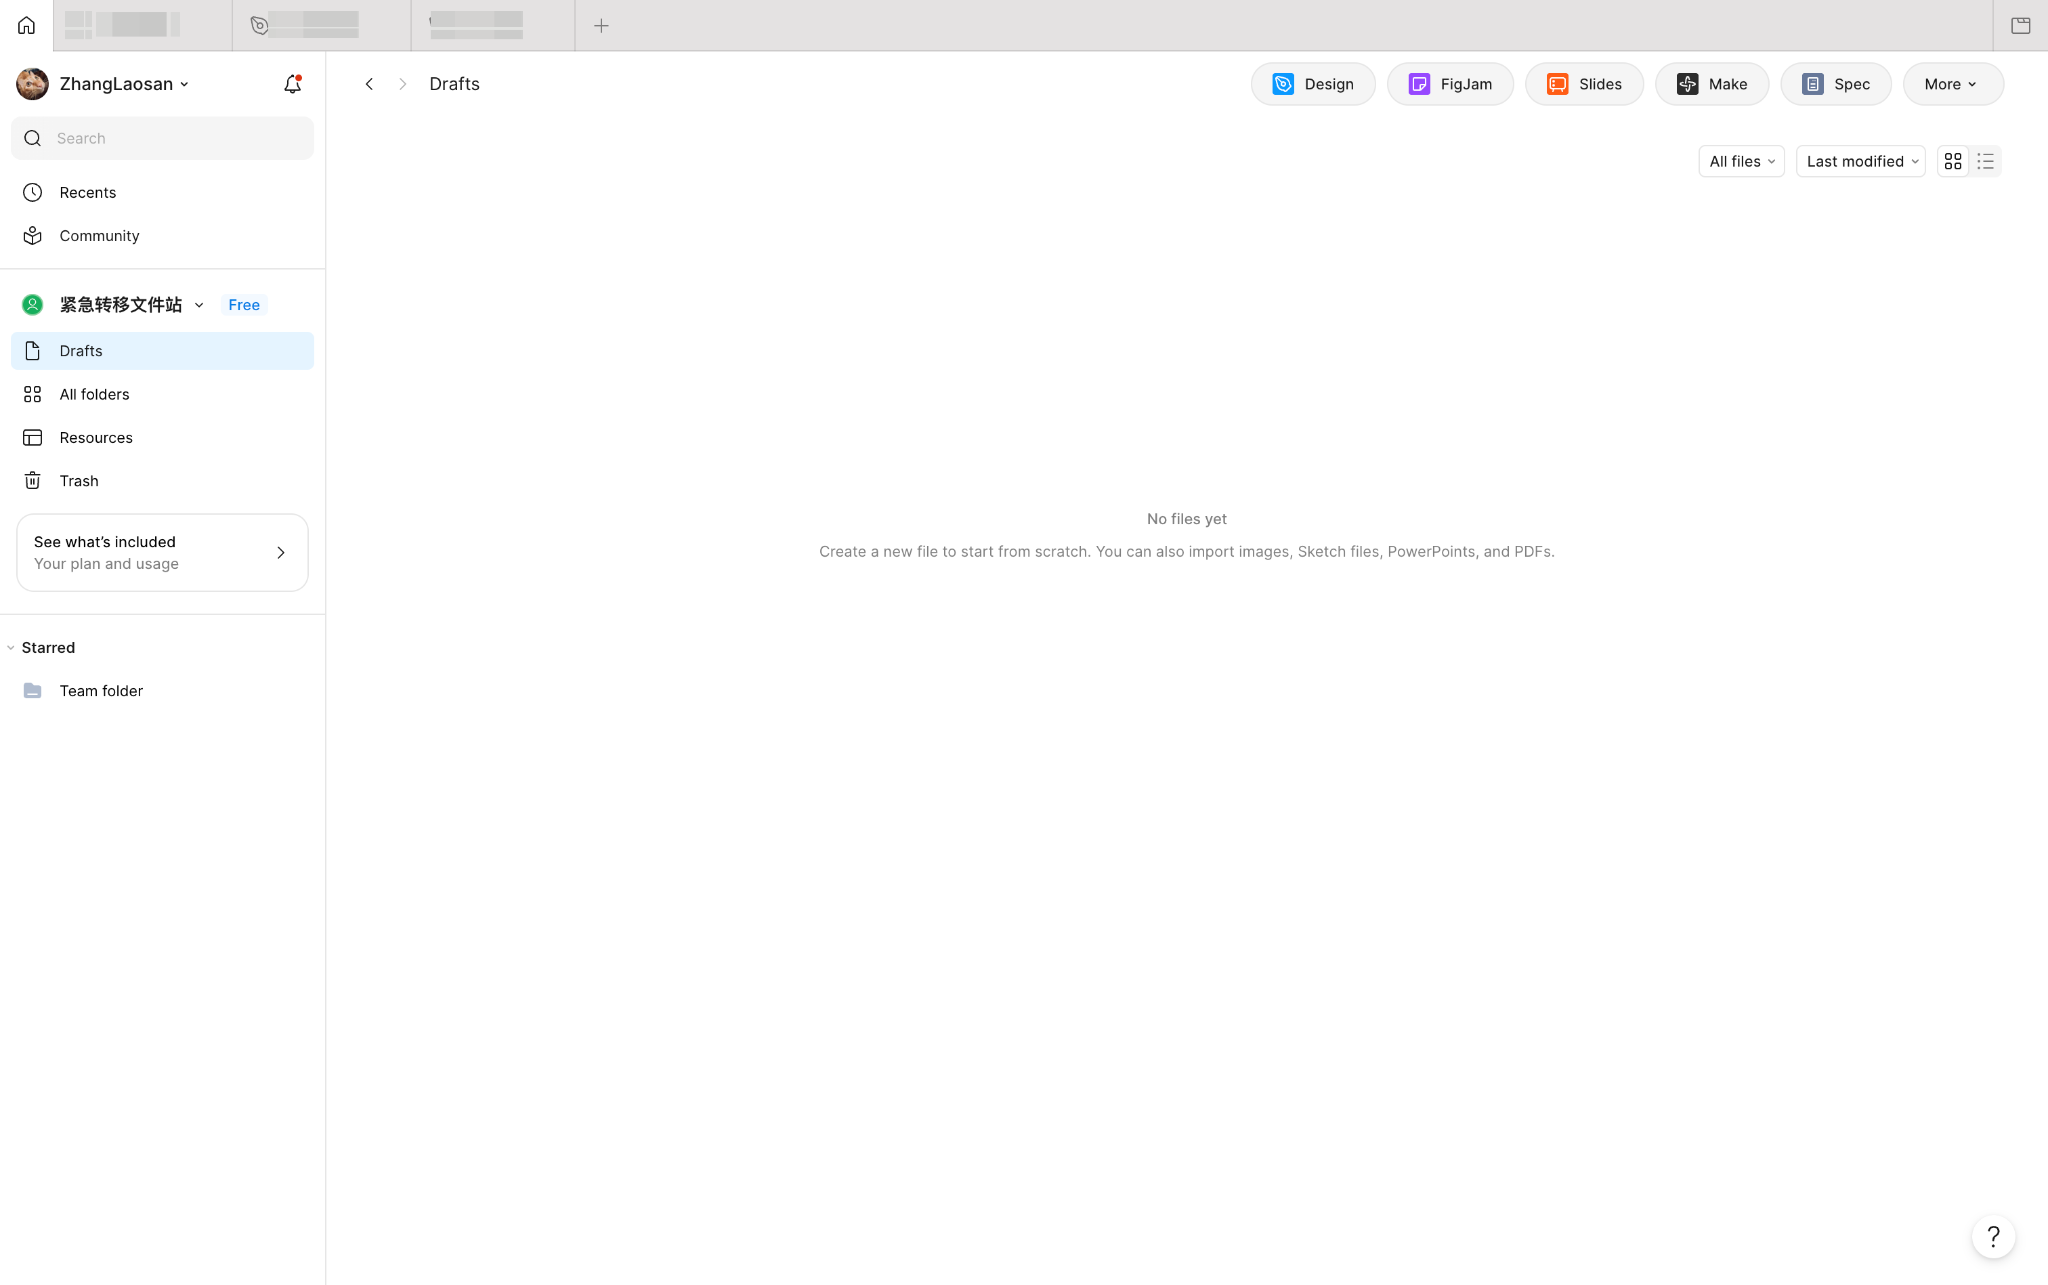 ZhangLaosan
Search
Recents
Community
紧急转移文件站 Free
Drafts
All folders
Resources
Trash
See what’s included
Your plan and usage
Starred
Team folder
Drafts
Design FigJam Slides Make Spec More
All files Last modified
No files yet
Create a new file to start from scratch. You can also import images, Sketch files, PowerPoints, and PDFs.
?